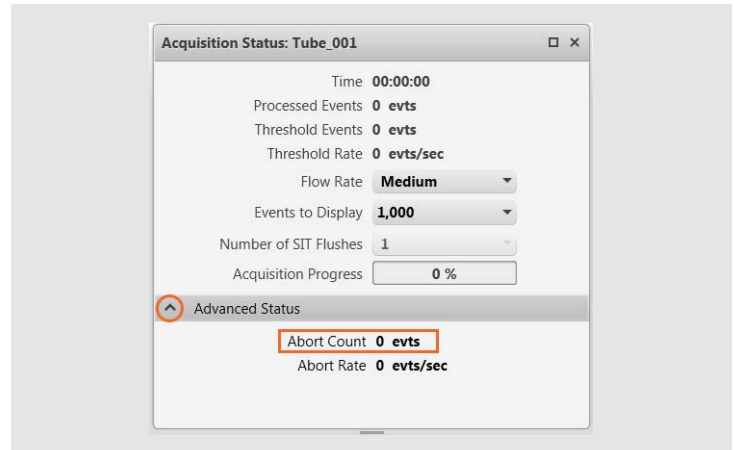 Acquisition Status: Tube_001
Time 00:00:00
Processed Events 0 evts
Threshold Events 0 evts
Threshold Rate 0 evts/sec
Flow Rate Medium
Events to Display 1,000
Number of SIT Flushes 1
Acquisition Progress 0 %
Advanced Status
Abort Count 0 evts
Abort Rate 0 evts/sec